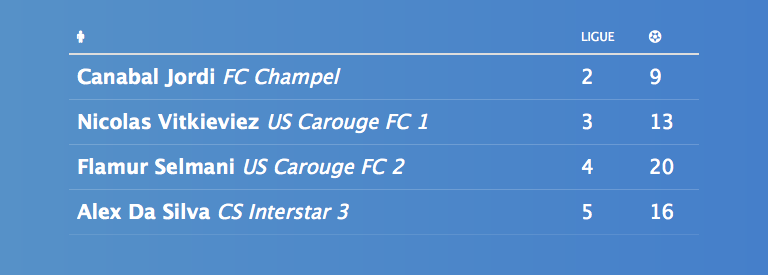 LIGUE
Canabal Jordi FC Champel 2 9
Nicolas Vitkieviez US Carouge FC 1 3 13
Flamur Selmani US Carouge FC 2 4 20
Alex Da Silva CS Interstar 3 5 16